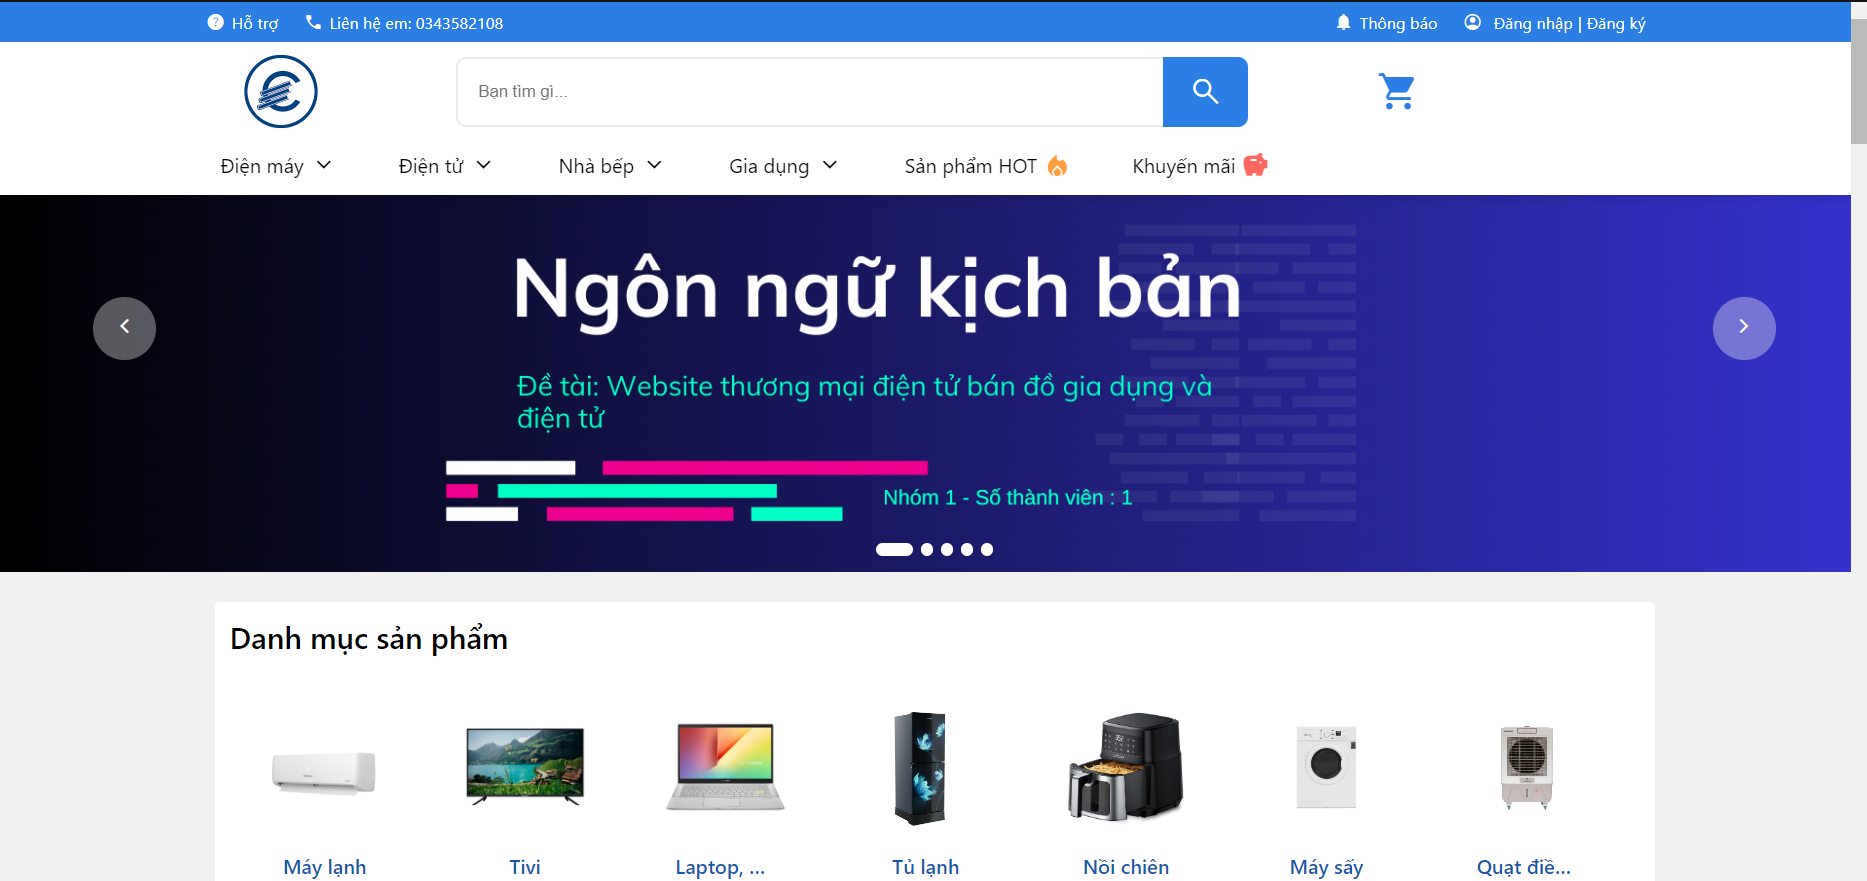 Hỗ trợ
Liên hệ em: 0343582108
Thông báo
Đăng nhập | Đăng ký
Bạn tìm gì...
Điện máy
Điện tử
Nhà bếp
Gia dụng
Sản phẩm HOT
Khuyến mãi
Ngôn ngữ kịch bản
Đề tài: Website thương mại điện tử bán đồ gia dụng và
điện tử
Nhóm 1 - Số thành viên : 1
Danh mục sản phẩm
Máy lạnh
Tivi
Laptop, ...
Tủ lạnh
Nồi chiên
Máy sấy
Quạt điề...